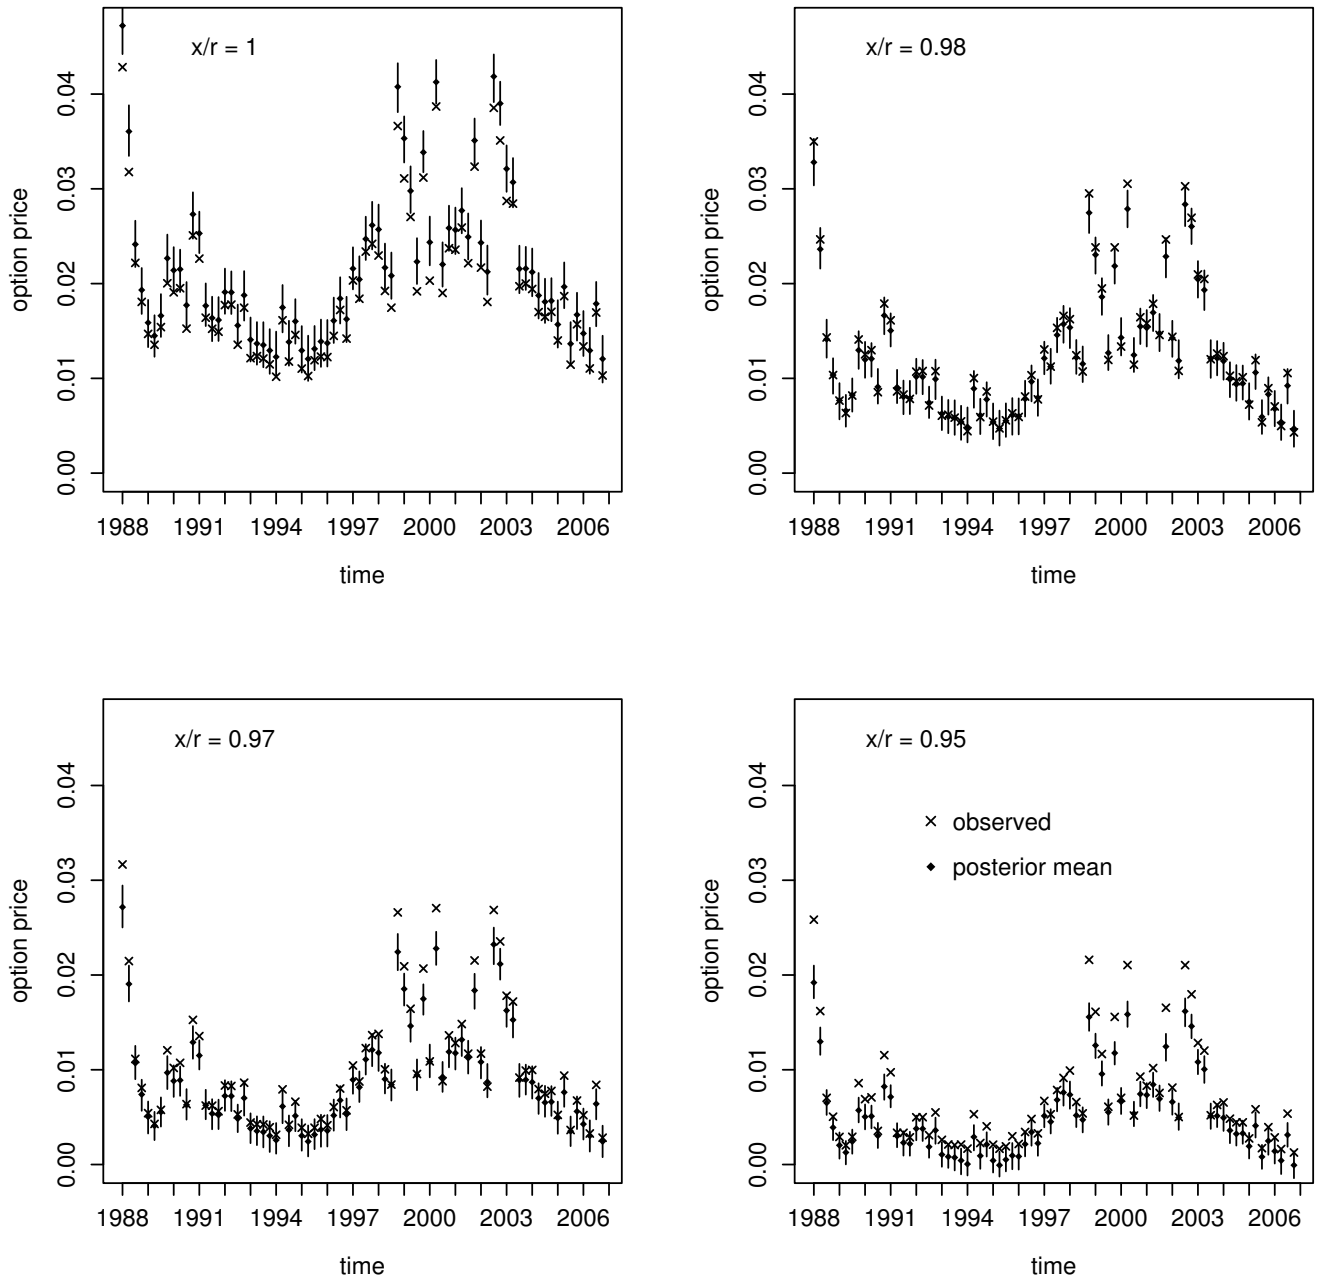 x/r = 1
option price
0.00 0.01 0.02 0.03 0.04
1988 1991 1994 1997 2000 2003 2006
time
x/r = 0.98
option price
0.00 0.01 0.02 0.03 0.04
1988 1991 1994 1997 2000 2003 2006
time
x/r = 0.97
option price
0.00 0.01 0.02 0.03 0.04
1988 1991 1994 1997 2000 2003 2006
time
x/r = 0.95
observed
posterior mean
option price
0.00 0.01 0.02 0.03 0.04
1988 1991 1994 1997 2000 2003 2006
time